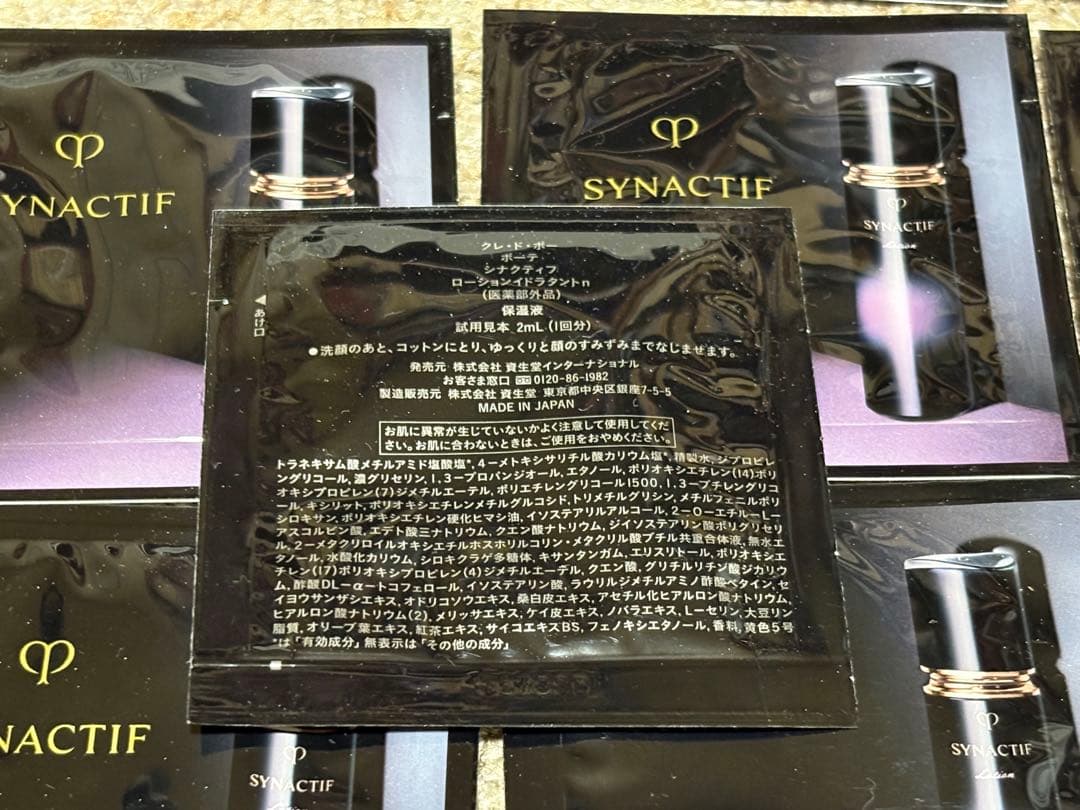 SYNACTIF
SYNACTIF
SYNACTIF
Lotion
クレ・ド・ポー
ボーテ
シナクティフ
ローションイドラタントn
(医薬部外品)
保湿液
試用見本 2mL (1回分)
◀あけ口
●洗顔のあと、コットンにとり、ゆっくりと顔のすみずみまでなじませます。
発売元 株式会社 資生堂インターナショナル
お客さま窓口 0120-86-1982
製造販売元 株式会社 資生堂 東京都中央区銀座7-5-5
MADE IN JAPAN
お肌に異常が生じていないかよく注意して使用してくだ
さい。お肌に合わないときは、ご使用をおやめください。
トラネキサム酸メチルアミド塩酸塩*, 4-メトキシサリチル酸カリウム塩*, 精製水, ジプロピレ
ングリコール, 濃グリセリン, 1,3-プロパンジオール, エタノール, ポリオキシエチレン(14)ポリ
オキシプロピレン(7)ジメチルエーテル, ポリエチレングリコール1500, 1,3-ブチレングリコ
ール, キシリット, ポリオキシエチレンメチルグルコシド, トリメチルグリシン, メチルフェニルポリ
シロキサン, ポリオキシエチレン硬化ヒマシ油, イソステアリルアルコール, 2-O-エチル-L-
アスコルビン酸, エデト酸三ナトリウム, クエン酸ナトリウム, ジイソステアリン酸ポリグリセリ
ル, 2-メタクリロイルオキシエチルホスホリルコリン・メタクリル酸ブチル共重合体液, 無水エ
タノール, 水酸化カリウム, シロキクラゲ多糖体, キサンタンガム, エリスリトール, ポリオキシエ
チレン(17)ポリオキシプロピレン(4)ジメチルエーテル, クエン酸, グリチルリチン酸ジカリウ
ム, 酢酸DL-α-トコフェロール, イソステアリン酸, ラウリルジメチルアミノ酢酸ベタイン, セ
イヨウサンザシエキス, オドリコソウエキス, 桑白皮エキス, アセチル化ヒアルロン酸ナトリウム,
ヒアルロン酸ナトリウム(2), メリッサエキス, ケイ皮エキス, ノバラエキス, L-セリン, 大豆リン
脂質, オリーブ葉エキス, 紅茶エキス, サイコエキスBS, フェノキシエタノール, 香料, 黄色5号
*は「有効成分」無表示は「その他の成分」
NACTIF
SYNACTIF
SYNACTIF
Lotion